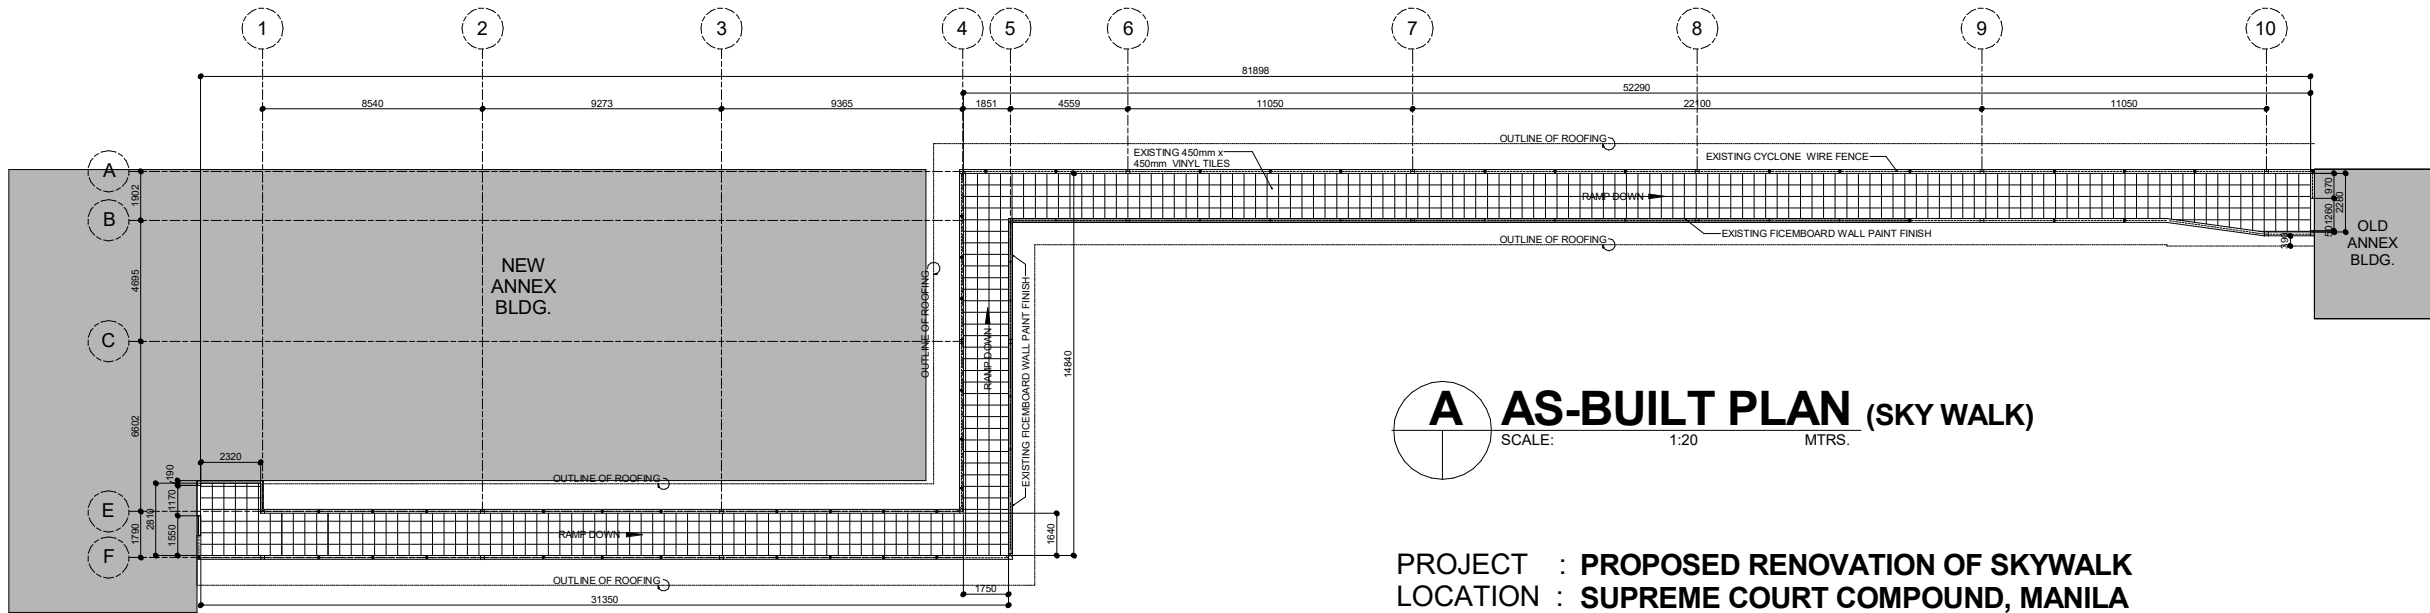 1 2 3 4 5 6 7 8 9 10
81898
52290
8540 9273 9365 1851 4559 11050 22100 11050
OUTLINE OF ROOFING
EXISTING 450mm x
450mm VINYL TILES
EXISTING CYCLONE WIRE FENCE
A
1902
B
4695
C
6602
E
1790
F
RAMP DOWN
970
1260
50
2280
390
EXISTING FICEMBOARD WALL PAINT FINISH
OUTLINE OF ROOFING
OLD
ANNEX
BLDG.
NEW
ANNEX
BLDG.
OUTLINE OF ROOFING
RAMP DOWN
EXISTING FICEMBOARD WALL PAINT FINISH
14840
2320
190
1170
2810
1550
OUTLINE OF ROOFING
RAMP DOWN
1640
OUTLINE OF ROOFING
1750
31350
A AS-BUILT PLAN (SKY WALK)
SCALE: 1:20 MTRS.
PROJECT : PROPOSED RENOVATION OF SKYWALK
LOCATION : SUPREME COURT COMPOUND, MANILA